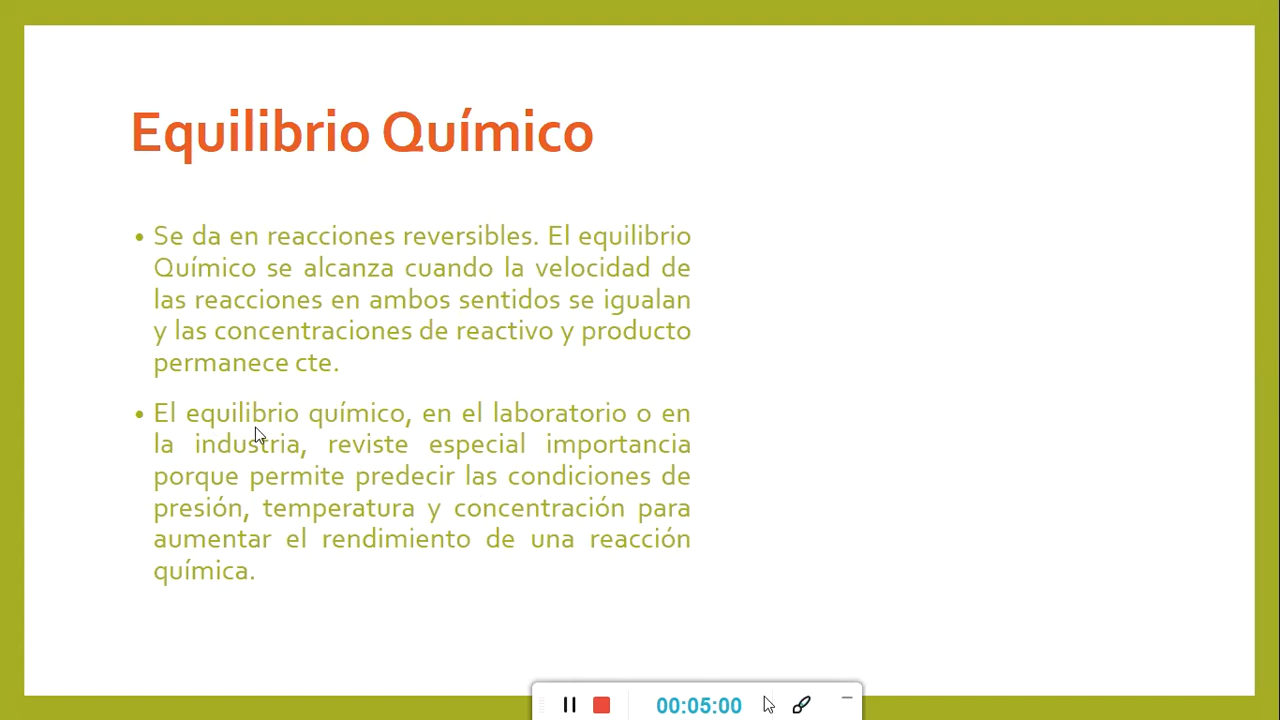 Equilibrio Químico
• Se da en reacciones reversibles. El equilibrio
Químico se alcanza cuando la velocidad de
las reacciones en ambos sentidos se igualan
y las concentraciones de reactivo y producto
permanece cte.
• El equilibrio químico, en el laboratorio o en
la industria, reviste especial importancia
porque permite predecir las condiciones de
presión, temperatura y concentración para
aumentar el rendimiento de una reacción
química.
00:05:00